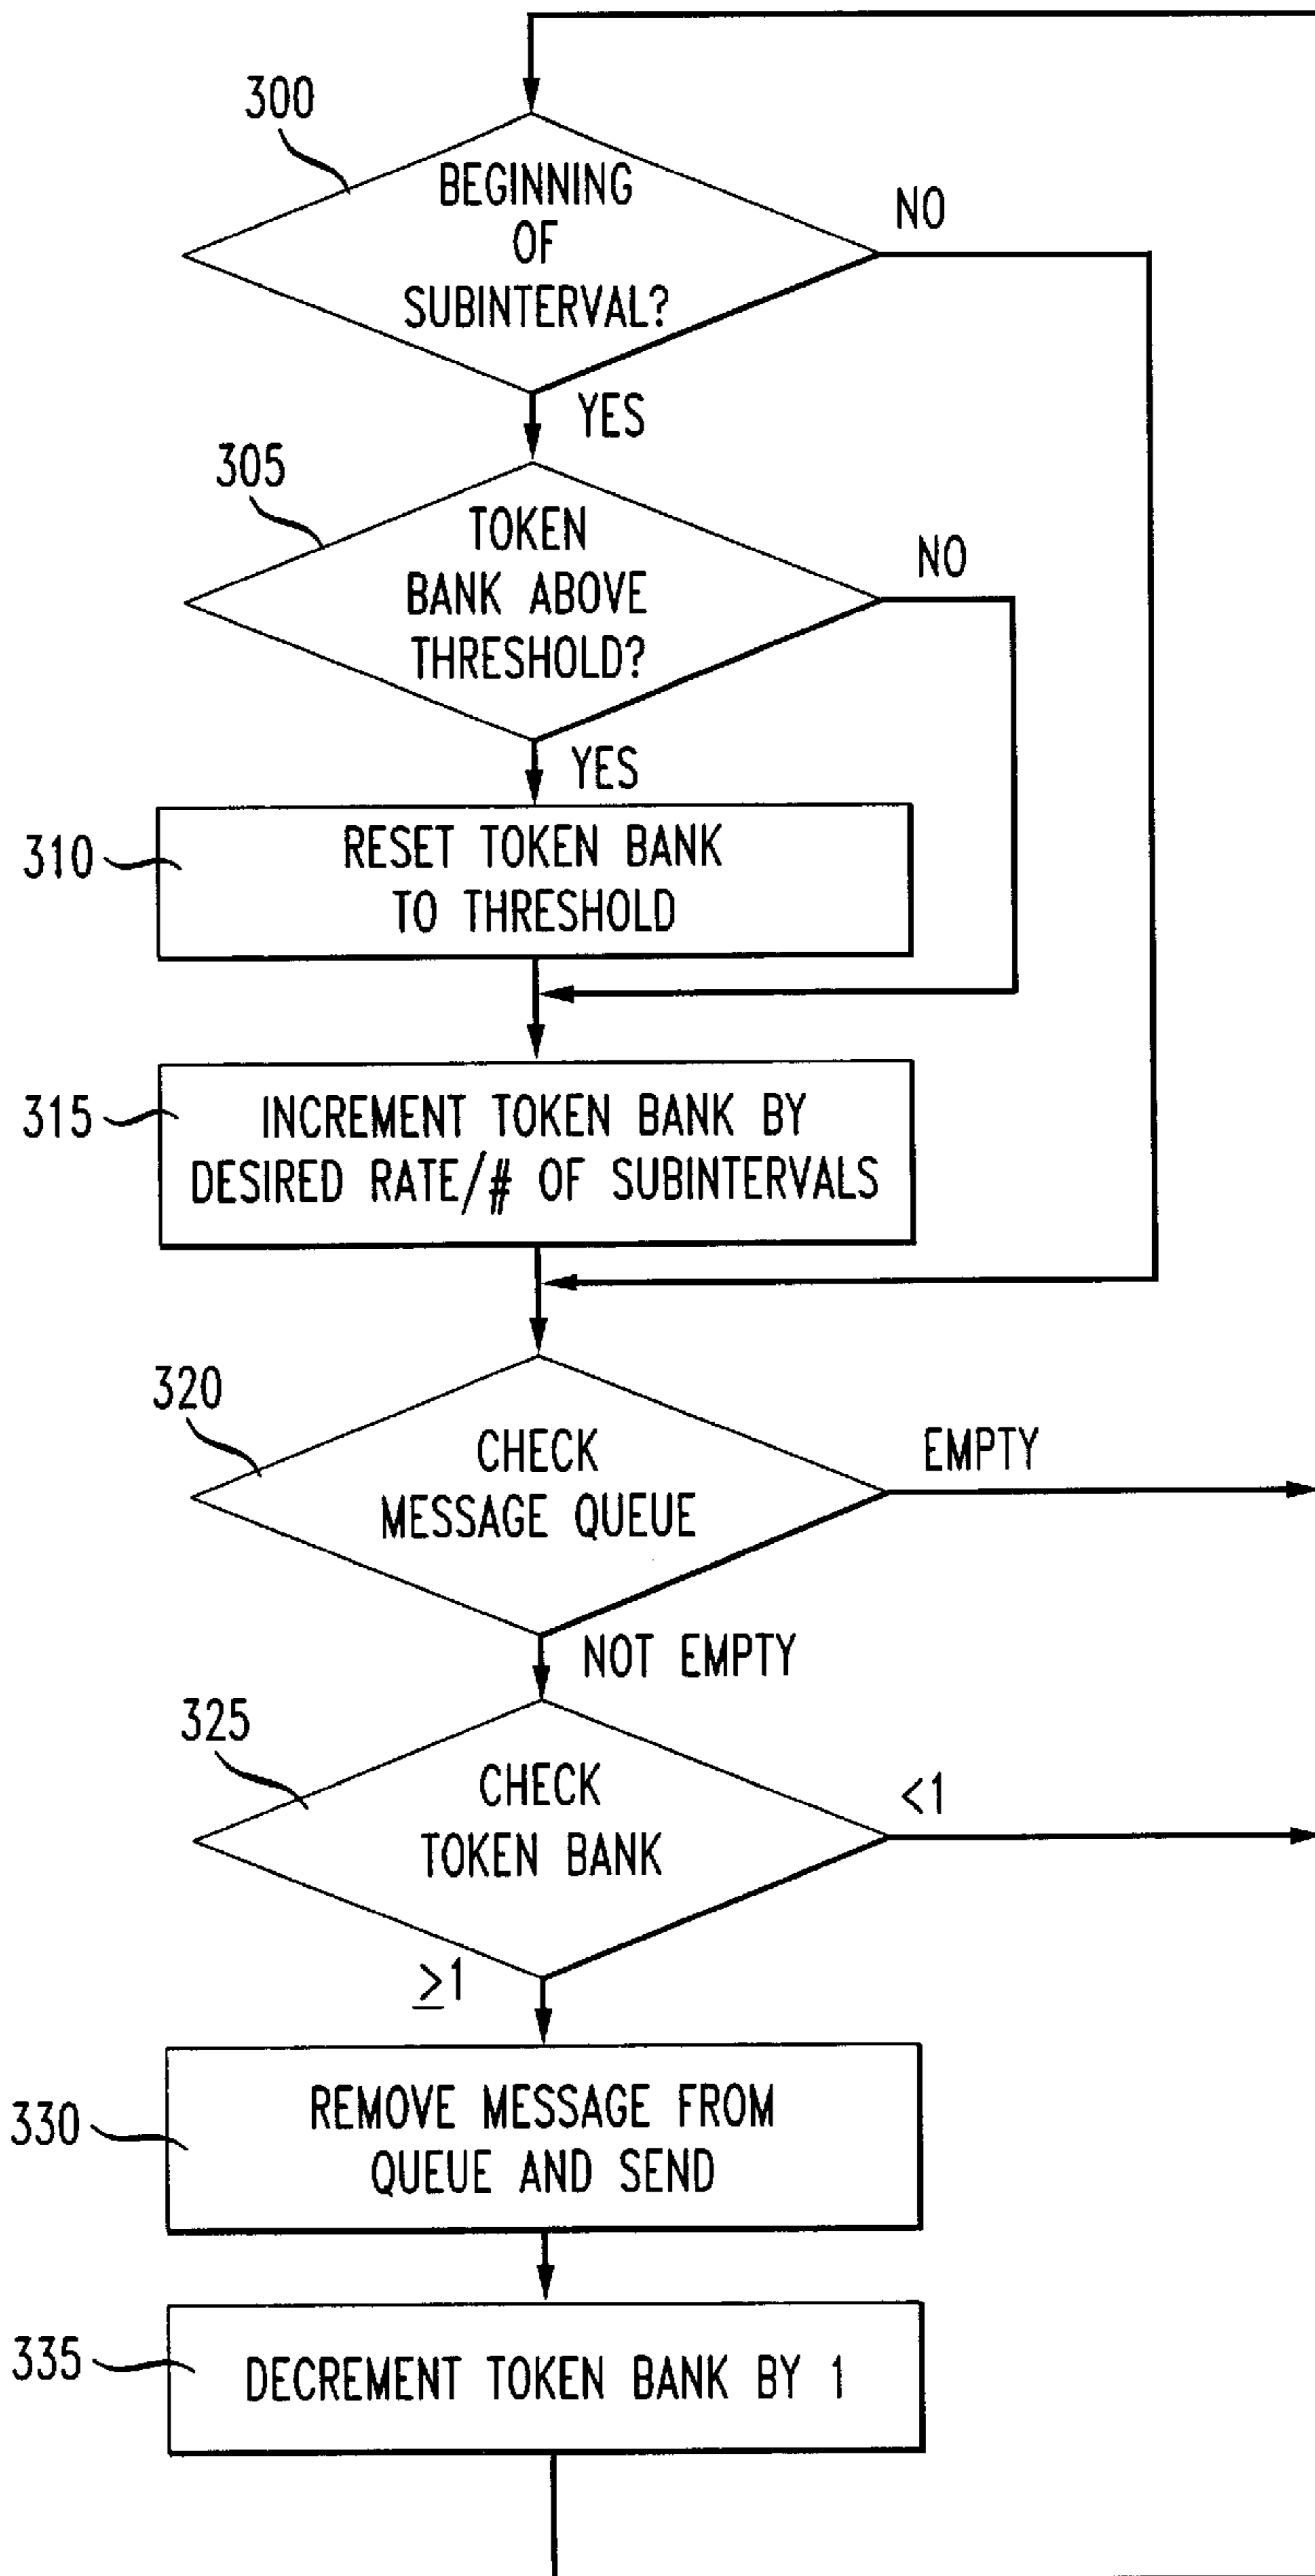 300
BEGINNING
OF
SUBINTERVAL?
NO
YES
305
TOKEN
BANK ABOVE
THRESHOLD?
NO
YES
310
RESET TOKEN BANK
TO THRESHOLD
315
INCREMENT TOKEN BANK BY
DESIRED RATE/# OF SUBINTERVALS
320
CHECK
MESSAGE QUEUE
EMPTY
NOT EMPTY
325
CHECK
TOKEN BANK
<1
≥1
330
REMOVE MESSAGE FROM
QUEUE AND SEND
335
DECREMENT TOKEN BANK BY 1